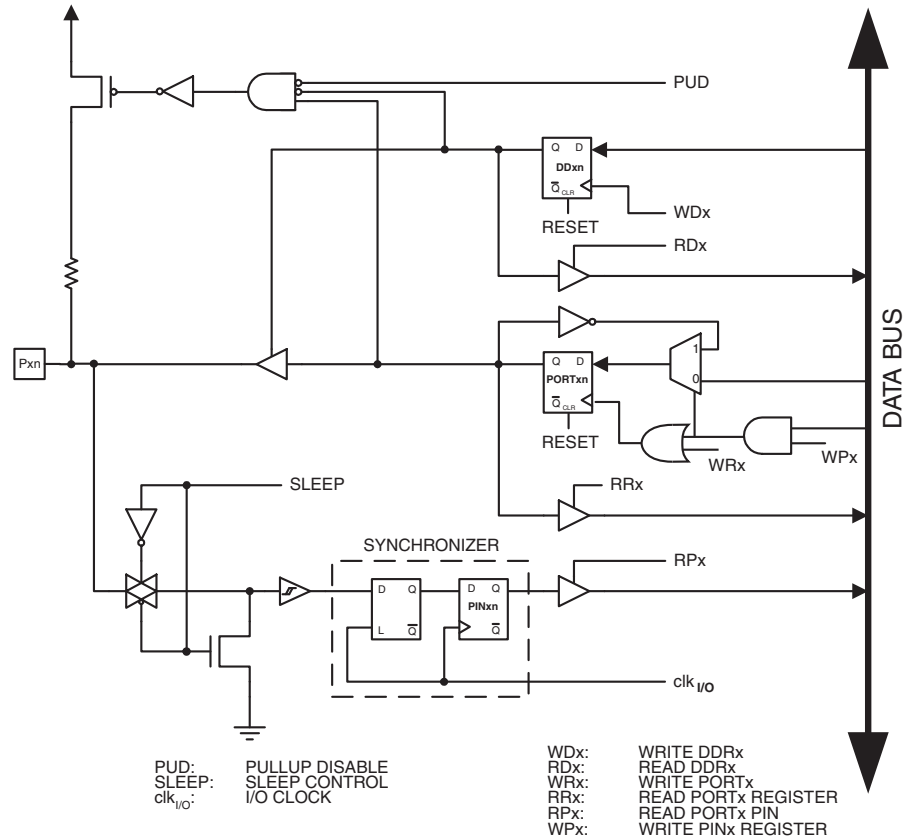 PUD
Q D
DDxn
Q CLR
WDx
RESET
RDx
Pxn
1
Q D
PORTxn
0
Q CLR
RESET
WRx
WPx
DATA BUS
SLEEP
RRx
SYNCHRONIZER
RPx
D Q
D Q
PINxn
L Q
Q
clk I/O
PUD: PULLUP DISABLE
SLEEP: SLEEP CONTROL
clkI/O: I/O CLOCK
WDx: WRITE DDRx
RDx: READ DDRx
WRx: WRITE PORTx
RRx: READ PORTx REGISTER
RPx: READ PORTx PIN
WPx: WRITE PINx REGISTER